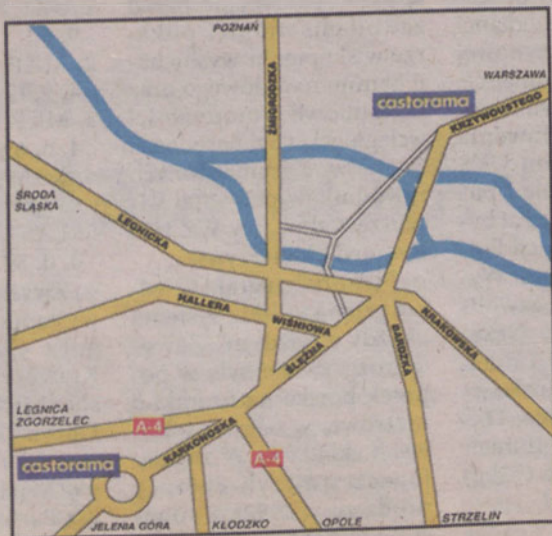 POZNAŃ
WARSZAWA
castorama
KRZYWOUSTEGO
ŻMIGRODZKA
ŚRODA
ŚLĄSKA
LEGNICKA
HALLERA
WIŚNIOWA
ŚLĘŻNA
BARDZKA
KRAKOWSKA
LEGNICA
ZGORZELEC
A-4
KARKONOSKA
A-4
castorama
JELENIA GÓRA
KŁODZKO
OPOLE
STRZELIN